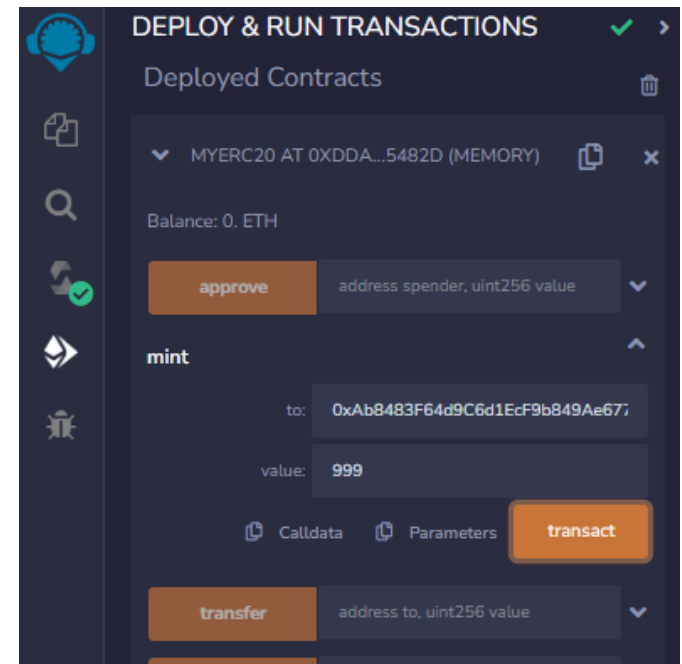 DEPLOY & RUN TRANSACTIONS
Deployed Contracts
MYERC20 AT 0XDDA...5482D (MEMORY)
Balance: 0. ETH
approve address spender, uint256 value
mint
to: 0xAb8483F64d9C6d1EcF9b849Ae677
value: 999
Calldata Parameters transact
transfer address to, uint256 value